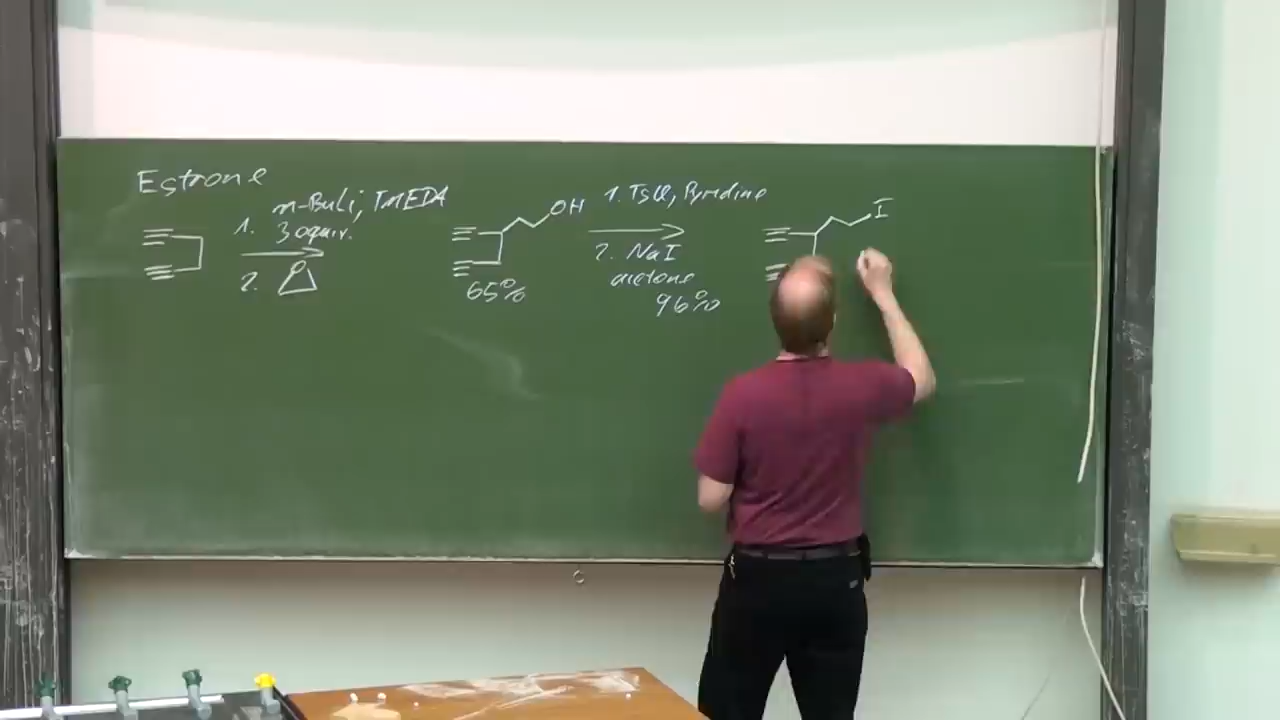 Estrone
1. n-BuLi, TMEDA
3 equiv.
2. O
OH
65%
1. TsCl, Pyridine
2. NaI
acetone
96%
I